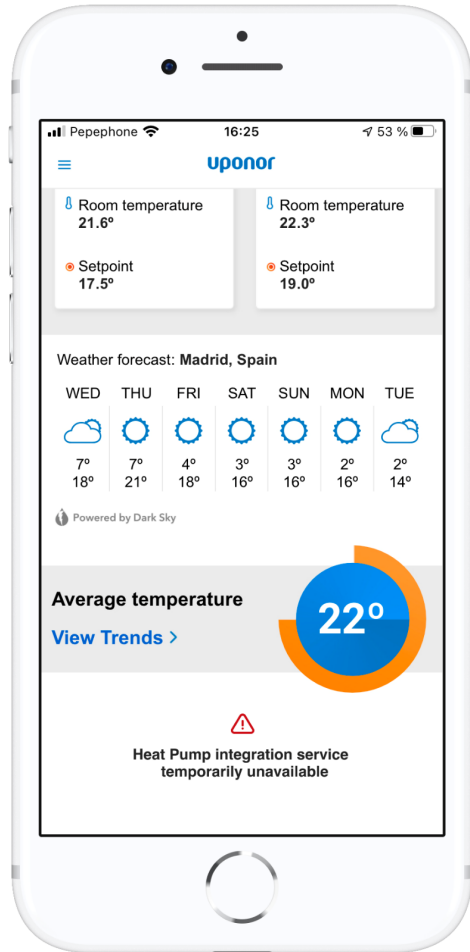 Pepephone 16:25 53 %
uponor
Room temperature Room temperature
21.6º 22.3º
Setpoint Setpoint
17.5º 19.0º
Weather forecast: Madrid, Spain
WED THU FRI SAT SUN MON TUE
7º 7º 4º 3º 3º 2º 2º
18º 21º 18º 16º 16º 16º 14º
Powered by Dark Sky
Average temperature
22º
View Trends >
Heat Pump integration service
temporarily unavailable